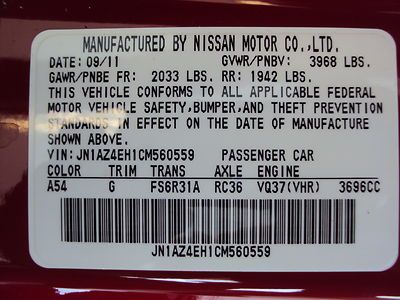 MANUFACTURED BY NISSAN MOTOR CO.,LTD.
DATE: 09/11 GVWR/PNBV: 3968 LBS.
GAWR/PNBE FR: 2033 LBS. RR: 1942 LBS.
THIS VEHICLE CONFORMS TO ALL APPLICABLE FEDERAL
MOTOR VEHICLE SAFETY,BUMPER,AND THEFT PREVENTION
STANDARDS IN EFFECT ON THE DATE OF MANUFACTURE
SHOWN ABOVE.
VIN: JN1AZ4EH1CM560559 PASSENGER CAR
COLOR TRIM TRANS AXLE ENGINE
A54 G FS6R31A RC36 VQ37(VHR) 3696CC
JN1AZ4EH1CM560559